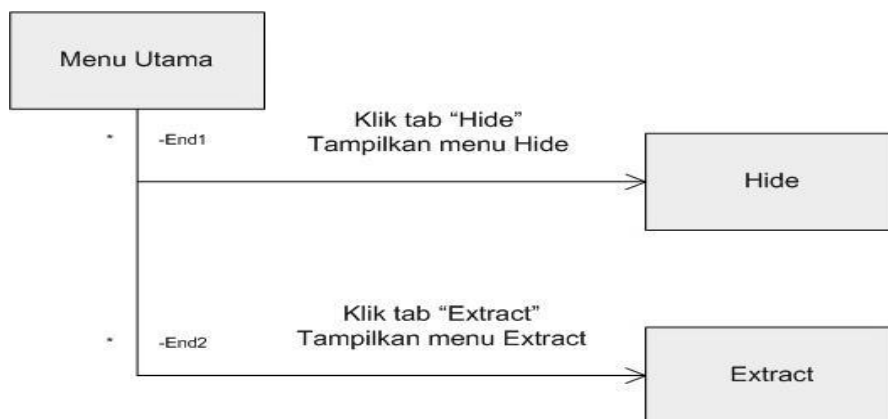 Menu Utama
Klik tab “Hide”
* -End1
Tampilkan menu Hide
Hide
Klik tab “Extract”
* -End2
Tampilkan menu Extract
Extract